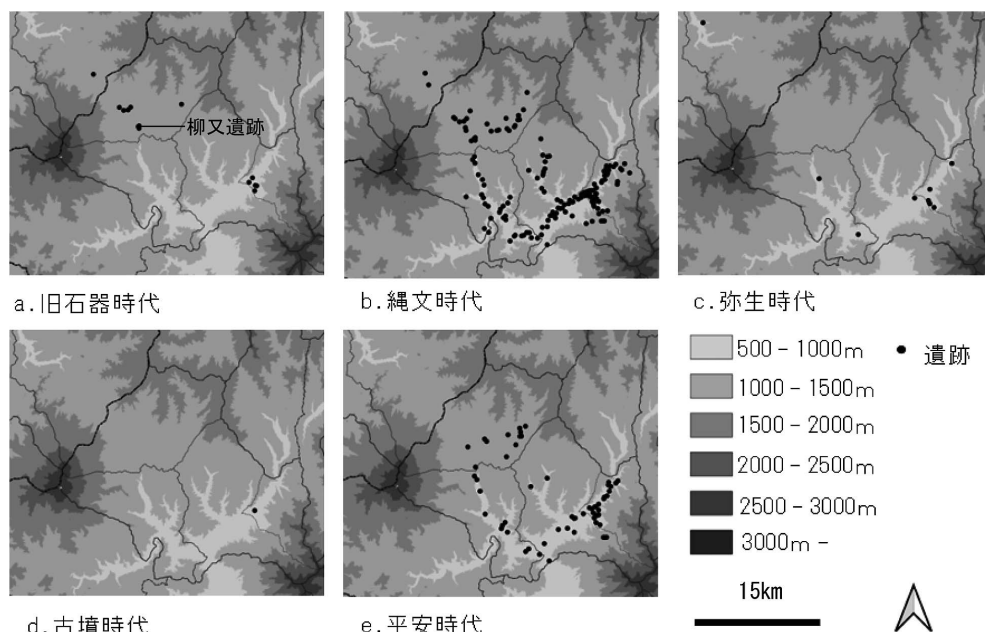 柳又遺跡
a.旧石器時代
b.縄文時代
c.弥生時代
500-1000m
● 遺跡
1000-1500m
1500-2000m
2000-2500m
2500-3000m
3000m -
15km
d.古墳時代
e.平安時代